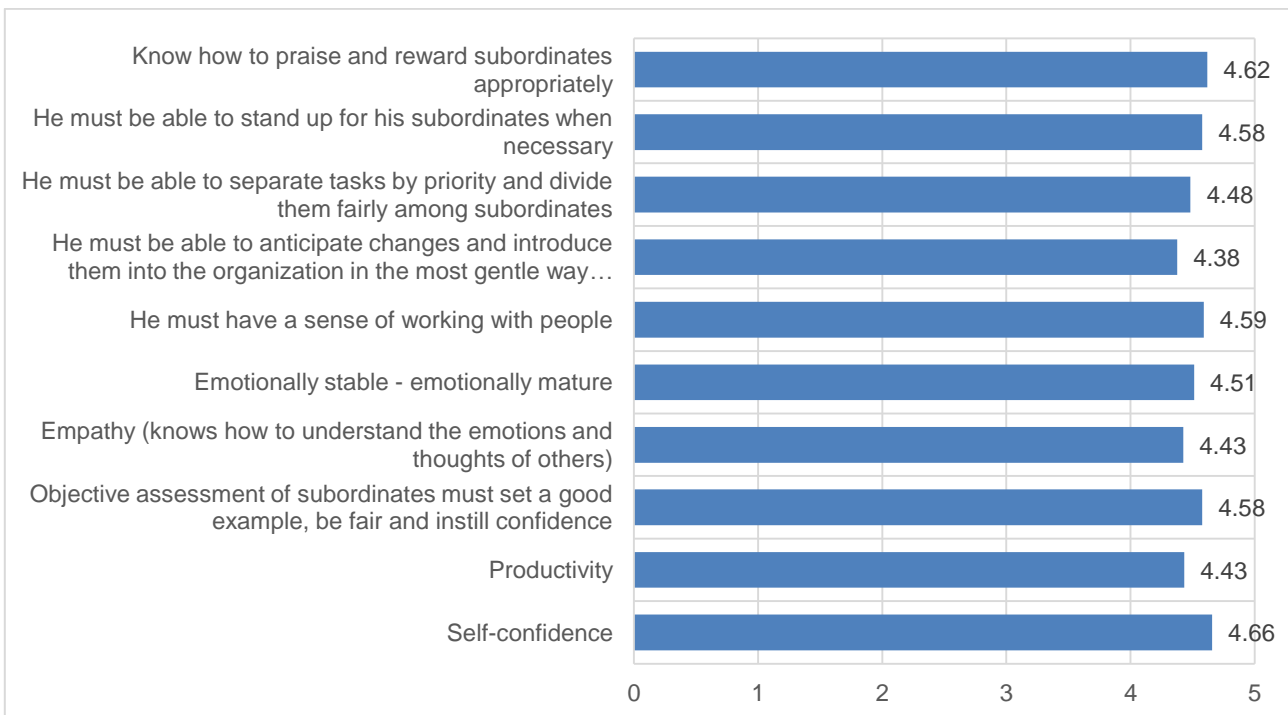 Know how to praise and reward subordinates
appropriately
4.62
He must be able to stand up for his subordinates when
necessary
4.58
He must be able to separate tasks by priority and divide
them fairly among subordinates
4.48
He must be able to anticipate changes and introduce
them into the organization in the most gentle way…
4.38
He must have a sense of working with people
4.59
Emotionally stable - emotionally mature
4.51
Empathy (knows how to understand the emotions and
thoughts of others)
4.43
Objective assessment of subordinates must set a good
example, be fair and instill confidence
4.58
Productivity
4.43
Self-confidence
4.66
0 1 2 3 4 5